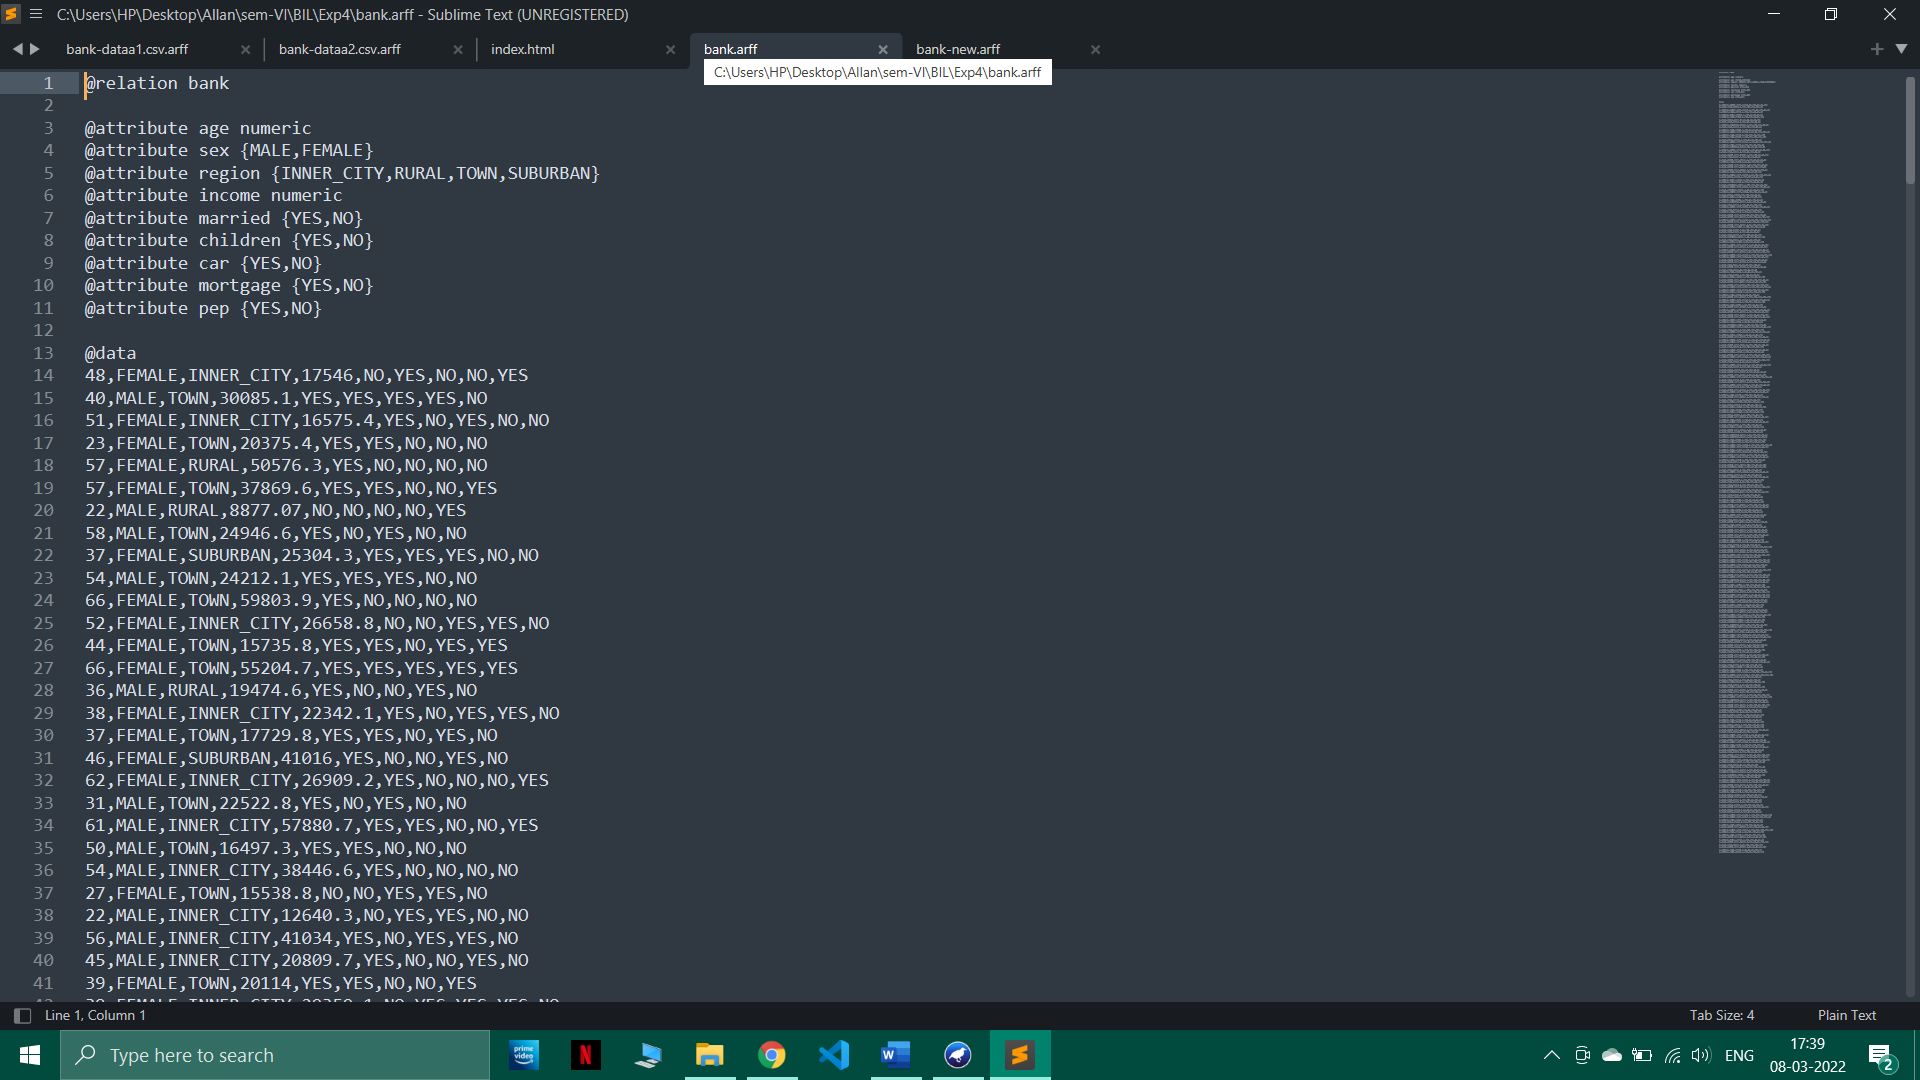 C:\Users\HP\Desktop\Allan\sem-VI\BIL\Exp4\bank.arff - Sublime Text (UNREGISTERED)
bank-dataa1.csv.arff
bank-dataa2.csv.arff
index.html
bank.arff
bank-new.arff
C:\Users\HP\Desktop\Allan\sem-VI\BIL\Exp4\bank.arff
1 @relation bank
2
3 @attribute age numeric
4 @attribute sex {MALE,FEMALE}
5 @attribute region {INNER_CITY,RURAL,TOWN,SUBURBAN}
6 @attribute income numeric
7 @attribute married {YES,NO}
8 @attribute children {YES,NO}
9 @attribute car {YES,NO}
10 @attribute mortgage {YES,NO}
11 @attribute pep {YES,NO}
12
13 @data
14 48,FEMALE,INNER_CITY,17546,NO,YES,NO,NO,YES
15 40,MALE,TOWN,30085.1,YES,YES,YES,YES,NO
16 51,FEMALE,INNER_CITY,16575.4,YES,NO,YES,NO,NO
17 23,FEMALE,TOWN,20375.4,YES,YES,NO,NO,NO
18 57,FEMALE,RURAL,50576.3,YES,NO,NO,NO,NO
19 57,FEMALE,TOWN,37869.6,YES,YES,NO,NO,YES
20 22,MALE,RURAL,8877.07,NO,NO,NO,NO,YES
21 58,MALE,TOWN,24946.6,YES,NO,YES,NO,NO
22 37,FEMALE,SUBURBAN,25304.3,YES,YES,YES,NO,NO
23 54,MALE,TOWN,24212.1,YES,YES,YES,NO,NO
24 66,FEMALE,TOWN,59803.9,YES,NO,NO,NO,NO
25 52,FEMALE,INNER_CITY,26658.8,NO,NO,YES,YES,NO
26 44,FEMALE,TOWN,15735.8,YES,YES,NO,YES,YES
27 66,FEMALE,TOWN,55204.7,YES,YES,YES,YES,YES
28 36,MALE,RURAL,19474.6,YES,NO,NO,YES,NO
29 38,FEMALE,INNER_CITY,22342.1,YES,NO,YES,YES,NO
30 37,FEMALE,TOWN,17729.8,YES,YES,NO,YES,NO
31 46,FEMALE,SUBURBAN,41016,YES,NO,NO,YES,NO
32 62,FEMALE,INNER_CITY,26909.2,YES,NO,NO,NO,YES
33 31,MALE,TOWN,22522.8,YES,NO,YES,NO,NO
34 61,MALE,INNER_CITY,57880.7,YES,YES,NO,NO,YES
35 50,MALE,TOWN,16497.3,YES,YES,NO,NO,NO
36 54,MALE,INNER_CITY,38446.6,YES,NO,NO,NO,NO
37 27,FEMALE,TOWN,15538.8,NO,NO,YES,YES,NO
38 22,MALE,INNER_CITY,12640.3,NO,YES,YES,NO,NO
39 56,MALE,INNER_CITY,41034,YES,NO,YES,YES,NO
40 45,MALE,INNER_CITY,20809.7,YES,NO,NO,YES,NO
41 39,FEMALE,TOWN,20114,YES,YES,NO,NO,YES
Line 1, Column 1
Tab Size: 4
Plain Text
Type here to search
prime video
N
W
ENG
17:39
08-03-2022
2